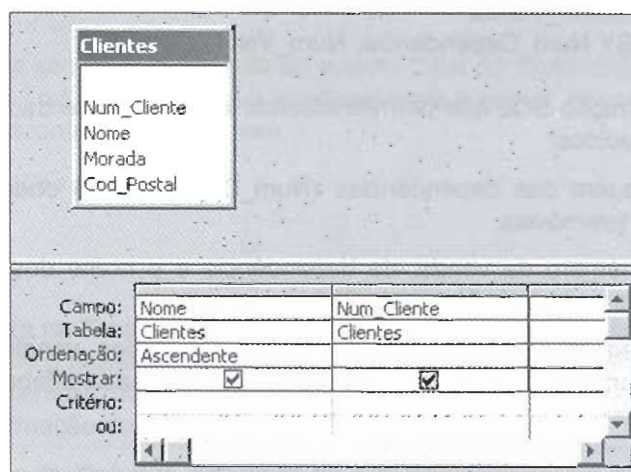 Clientes
Num_Cliente
Nome
Morada
Cod_Postal
Campo: Nome Num_Cliente
Tabela: Clientes Clientes
Ordenação: Ascendente
Mostrar:
Critério:
ou: